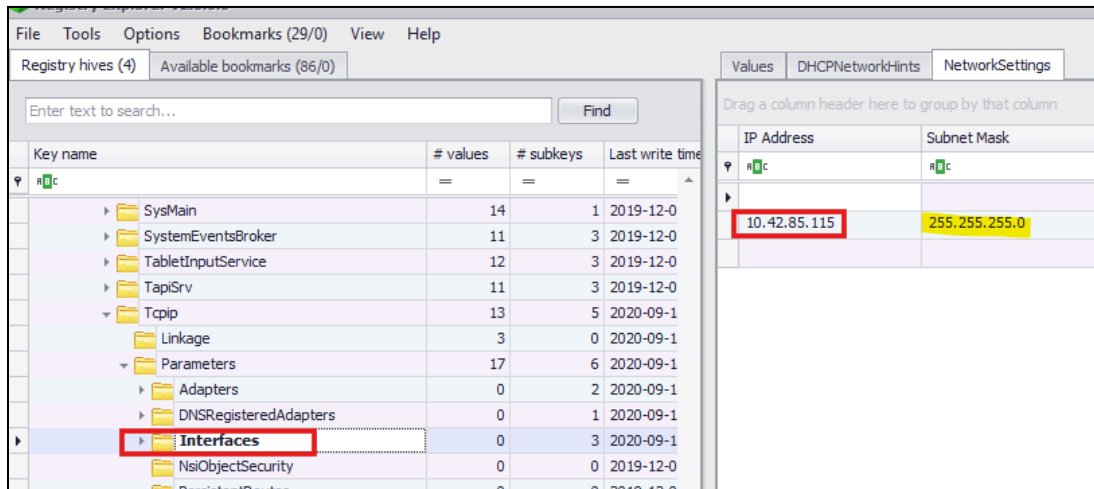 File Tools Options Bookmarks (29/0) View Help
Registry hives (4) Available bookmarks (86/0)
Enter text to search... Find
Key name # values # subkeys Last write time
ABC = = =
SysMain 14 1 2019-12-0
SystemEventsBroker 11 3 2019-12-0
TabletInputService 12 3 2019-12-0
TapiSrv 11 3 2019-12-0
Tcpip 13 5 2020-09-1
Linkage 3 0 2020-09-1
Parameters 17 6 2020-09-1
Adapters 0 2 2020-09-1
DNSRegisteredAdapters 0 1 2020-09-1
Interfaces 0 3 2020-09-1
NsiObjectSecurity 0 0 2019-12-0
Values DHCPNetworkHints NetworkSettings
Drag a column header here to group by that column
IP Address Subnet Mask
ABC ABC
10.42.85.115 255.255.255.0